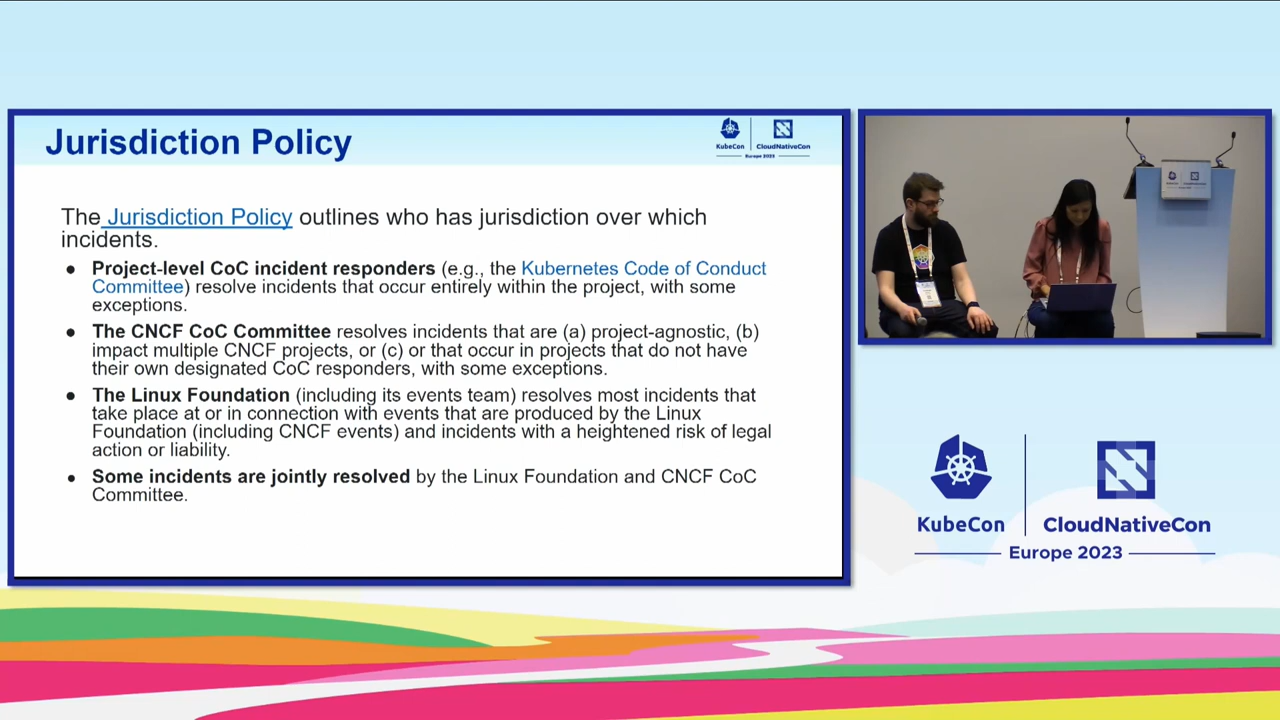 Jurisdiction Policy
KubeCon
CloudNativeCon
Europe 2023
The Jurisdiction Policy outlines who has jurisdiction over which
incidents.
● Project-level CoC incident responders (e.g., the Kubernetes Code of Conduct
Committee) resolve incidents that occur entirely within the project, with some
exceptions.
● The CNCF CoC Committee resolves incidents that are (a) project-agnostic, (b)
impact multiple CNCF projects, or (c) or that occur in projects that do not have
their own designated CoC responders, with some exceptions.
● The Linux Foundation (including its events team) resolves most incidents that
take place at or in connection with events that are produced by the Linux
Foundation (including CNCF events) and incidents with a heightened risk of legal
action or liability.
● Some incidents are jointly resolved by the Linux Foundation and CNCF CoC
Committee.
KubeCon
CloudNativeCon
Europe 2023